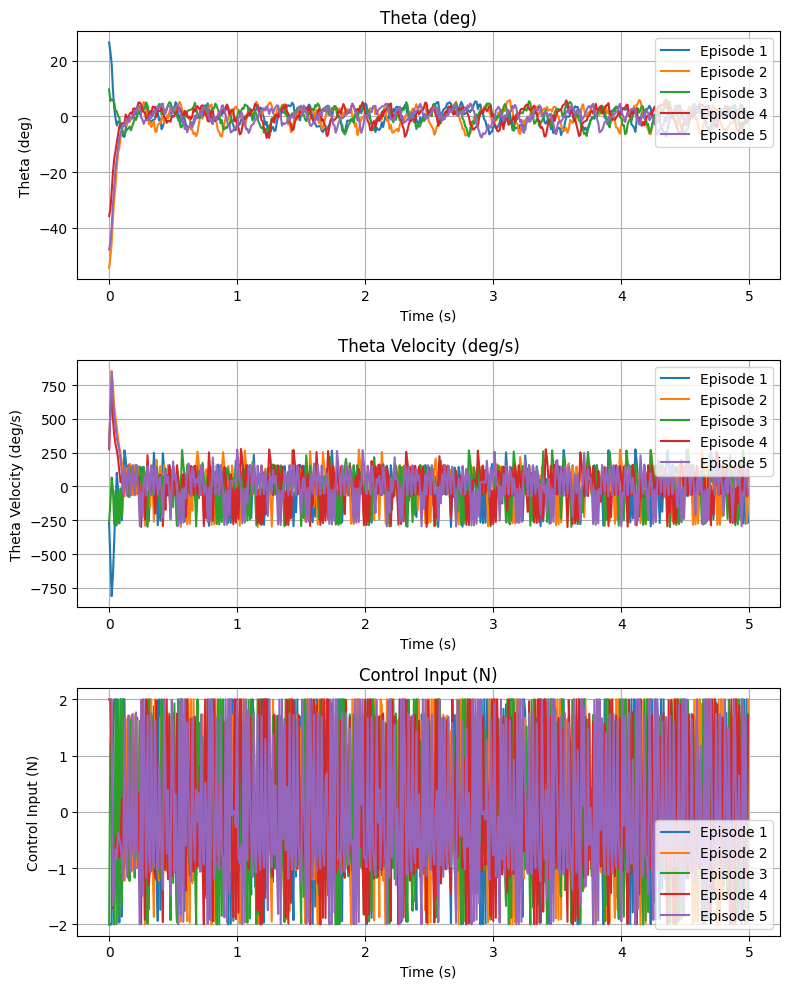 Theta (deg)
Theta (deg)
20
0
−20
−40
0
1
2
3
4
5
Time (s)
Episode 1
Episode 2
Episode 3
Episode 4
Episode 5
Theta Velocity (deg/s)
Theta Velocity (deg/s)
750
500
250
0
−250
−500
−750
0
1
2
3
4
5
Time (s)
Episode 1
Episode 2
Episode 3
Episode 4
Episode 5
Control Input (N)
Control Input (N)
2
1
0
−1
−2
0
1
2
3
4
5
Time (s)
Episode 1
Episode 2
Episode 3
Episode 4
Episode 5